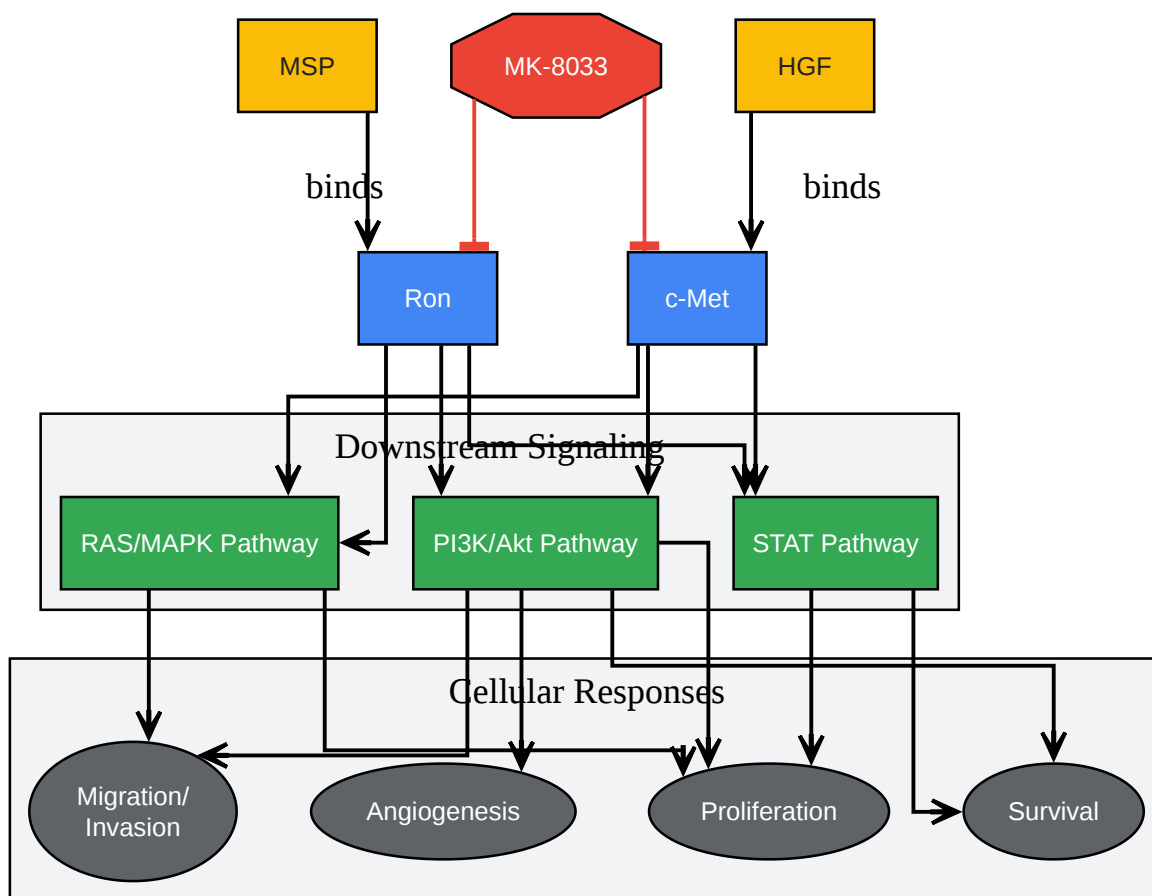 MSP
MK-8033
HGF
binds
binds
Ron
c-Met
Downstream Signaling
RAS/MAPK Pathway
PI3K/Akt Pathway
STAT Pathway
Cellular Responses
Migration/
Invasion
Angiogenesis
Proliferation
Survival